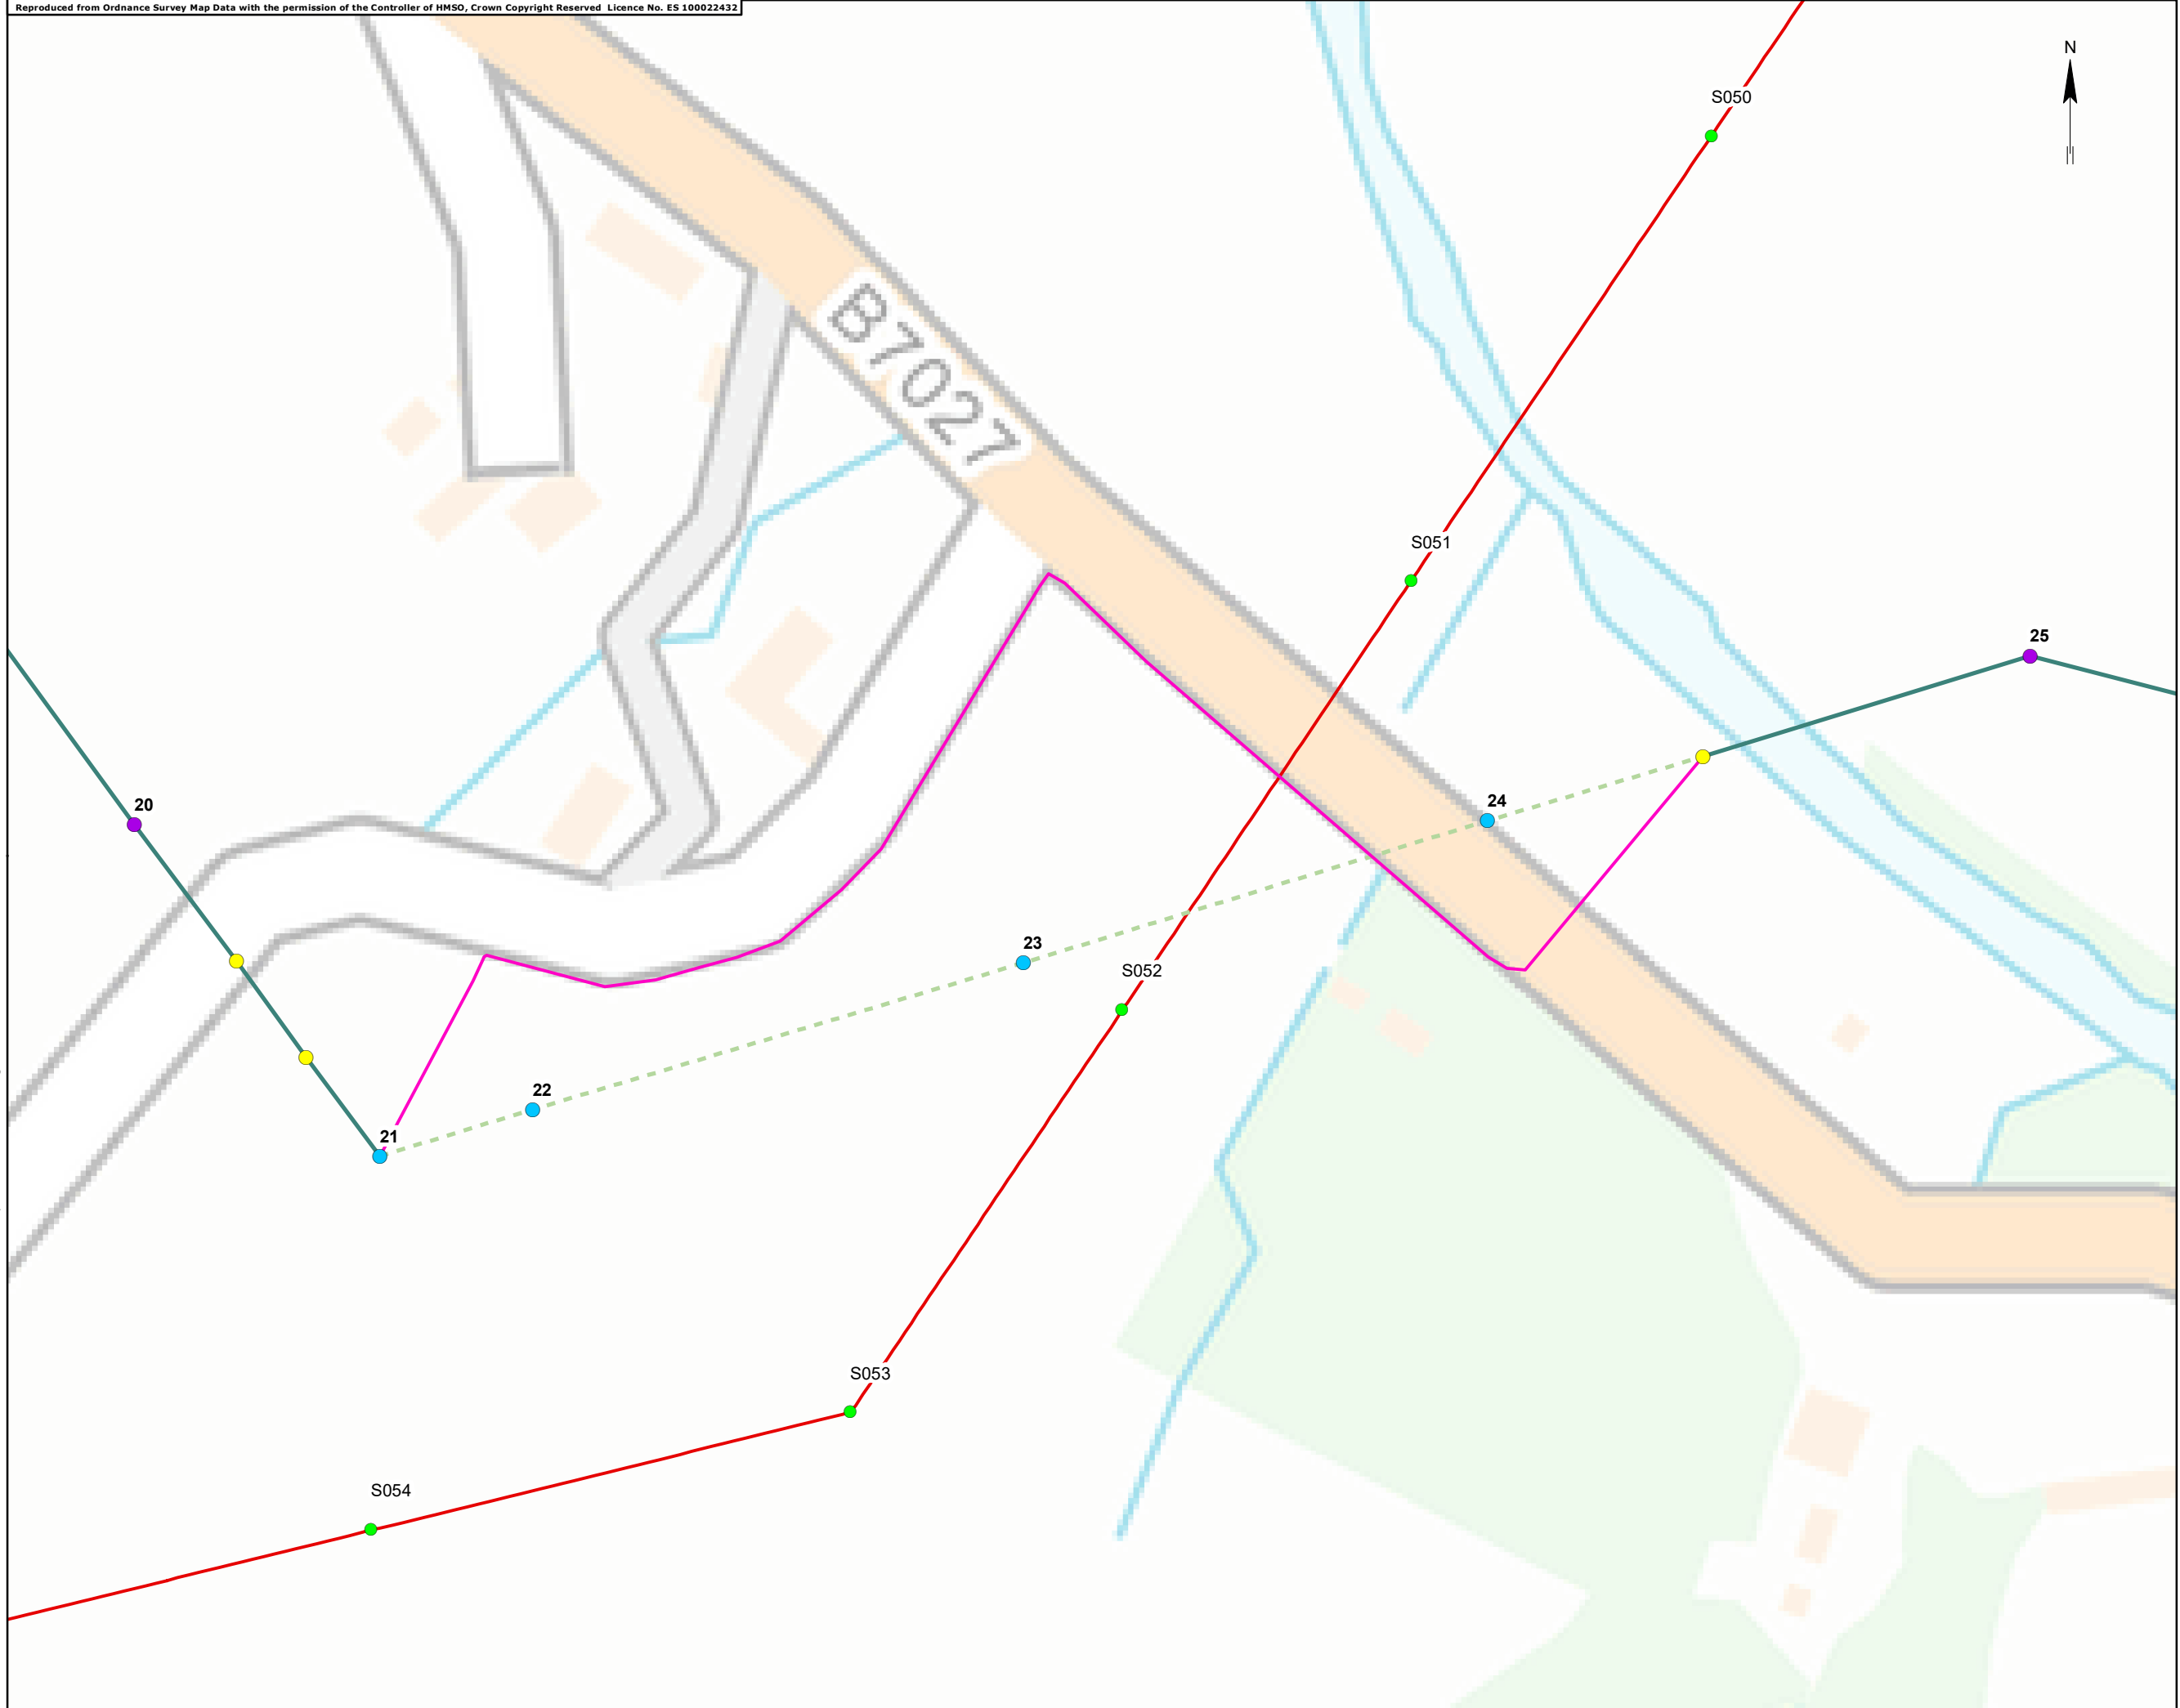 Reproduced from Ordnance Survey Map Data with the permission of the Controller of HMSO, Crown Copyright Reserved Licence No. ES 100022432
N
S050
B7027
S051
25
20
24
23
S052
22
21
S053
S054